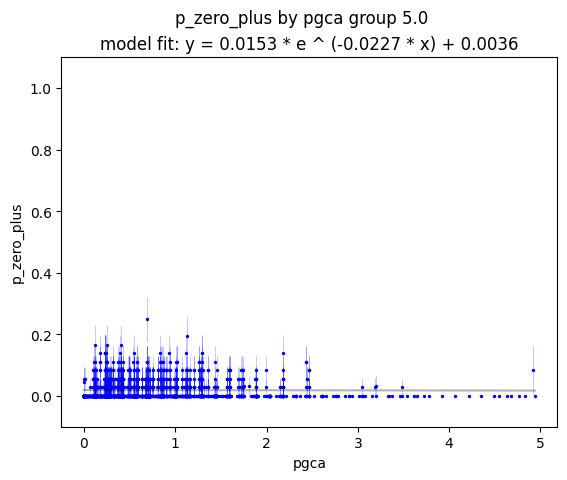 p_zero_plus by pgca group 5.0
model fit: y = 0.0153 * e ^ (-0.0227 * x) + 0.0036
1.0
0.8
0.6
0.4
0.2
0.0
p_zero_plus
0 1 2 3 4 5
pgca